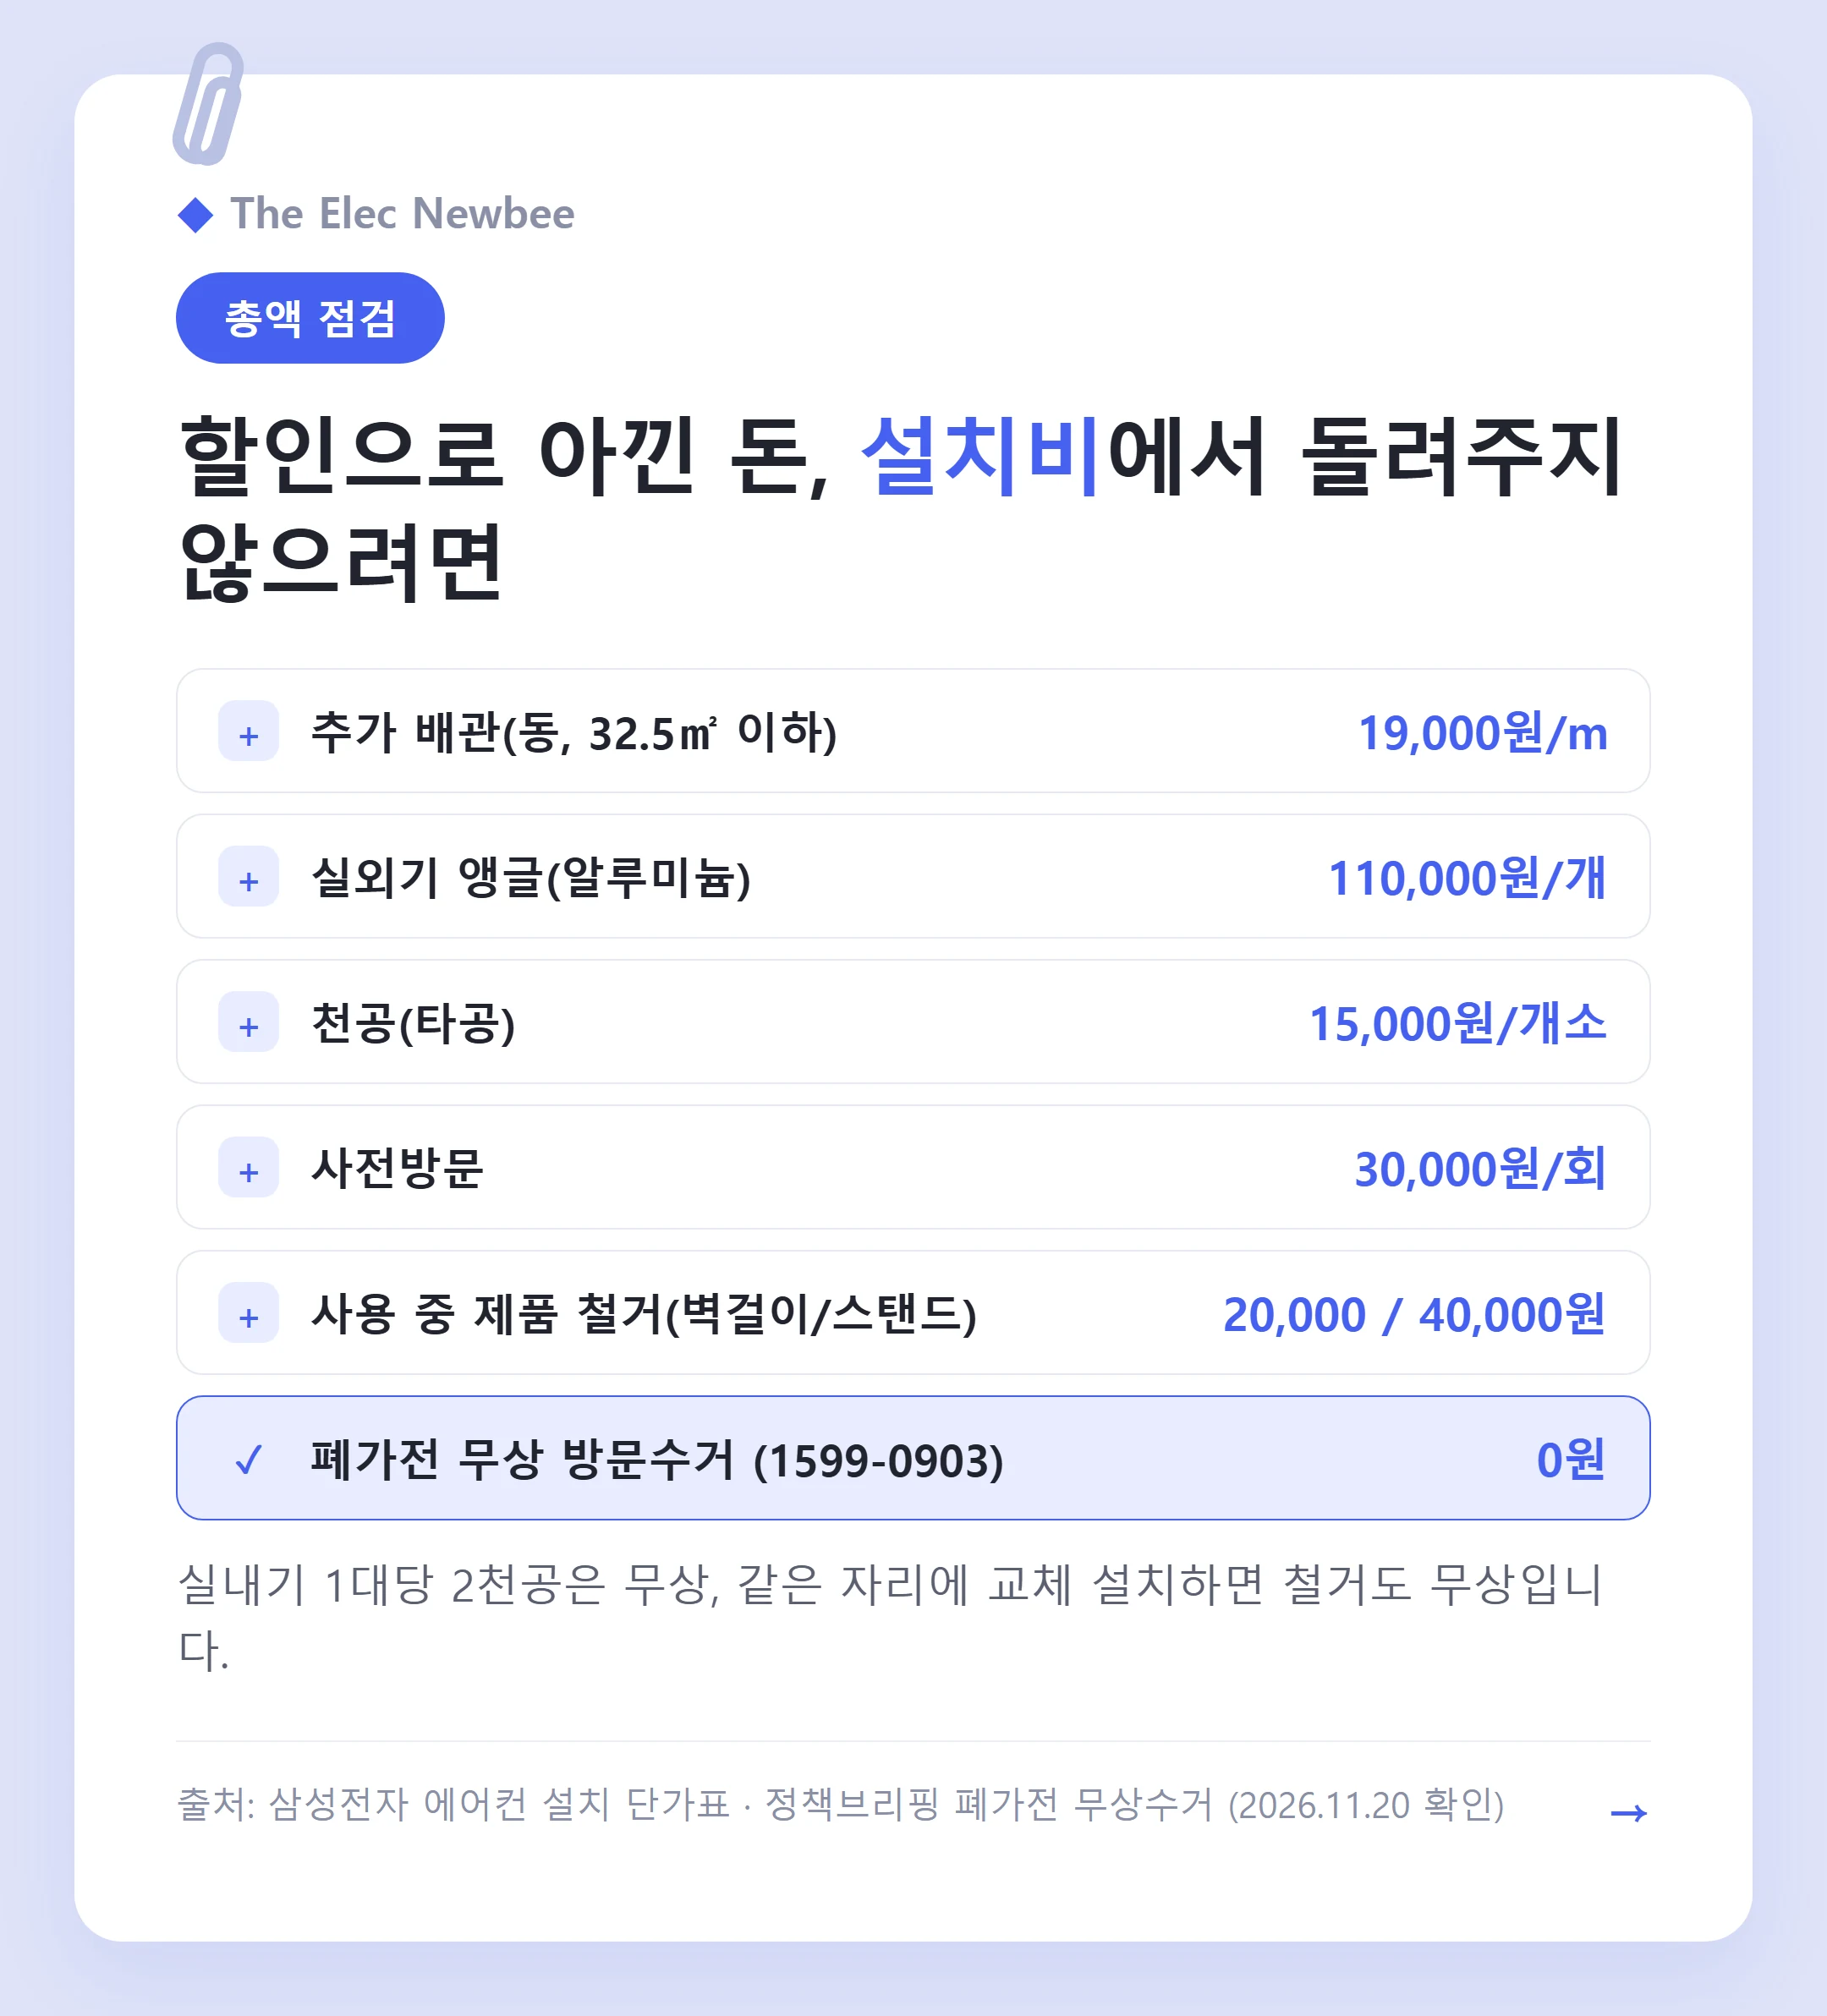 The Elec Newbee
총액 점검
할인으로 아낀 돈, 설치비에서 돌려주지
않으려면
+ 추가 배관(동, 32.5㎡ 이하) 19,000원/m
+ 실외기 앵글(알루미늄) 110,000원/개
+ 천공(타공) 15,000원/개소
+ 사전방문 30,000원/회
+ 사용 중 제품 철거(벽걸이/스탠드) 20,000 / 40,000원
✓ 폐가전 무상 방문수거 (1599-0903) 0원
실내기 1대당 2천공은 무상, 같은 자리에 교체 설치하면 철거도 무상입니
다.
출처: 삼성전자 에어컨 설치 단가표 · 정책브리핑 폐가전 무상수거 (2026.11.20 확인) →